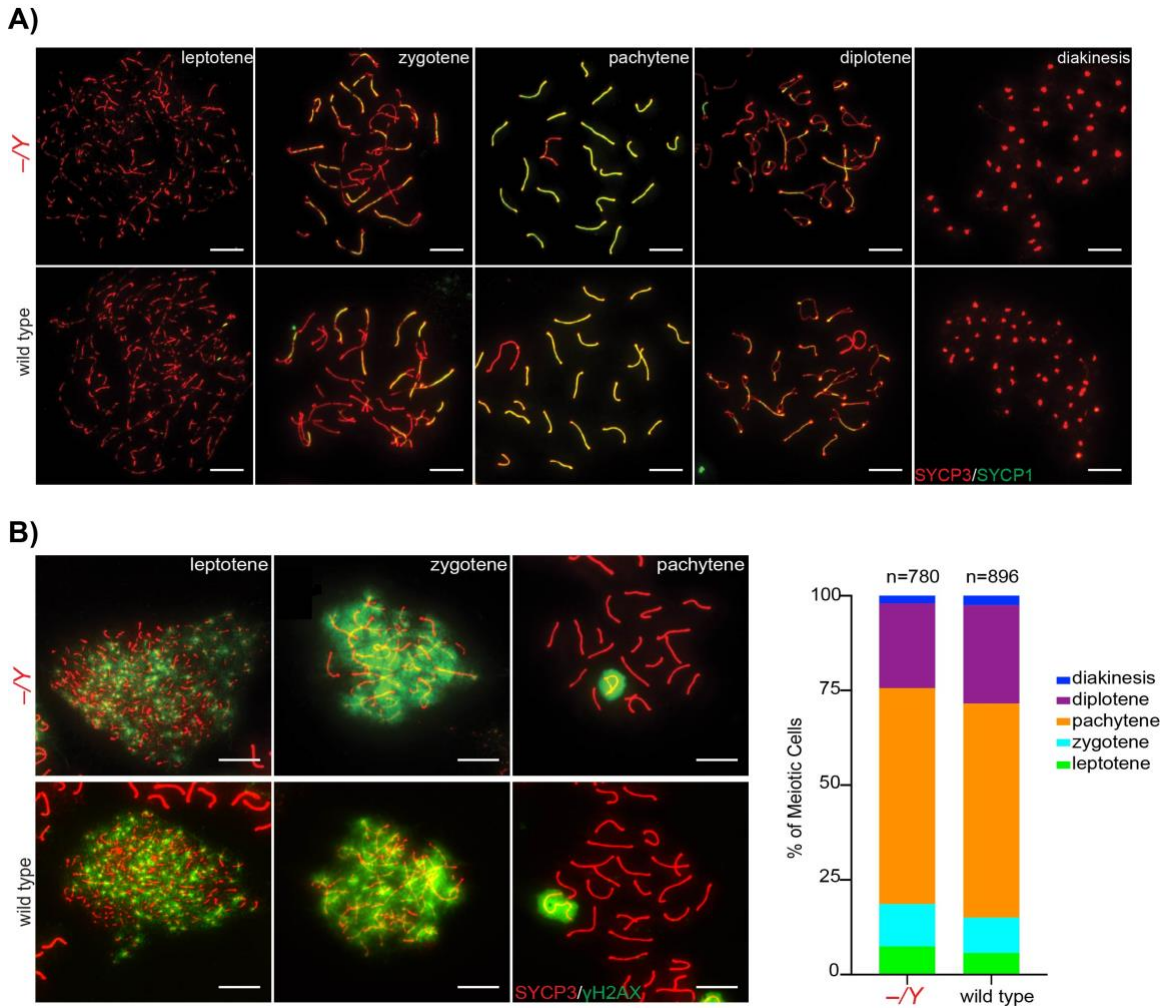 A)
leptotene zygotene pachytene diplotene diakinesis
–/Y
wild type
SYCP3/SYCP1
B)
leptotene zygotene pachytene
–/Y
wild type
SYCP3/γH2AX
n=780 n=896
100
75
50
25
0
% of Meiotic Cells
–/Y wild type
diakinesis
diplotene
pachytene
zygotene
leptotene